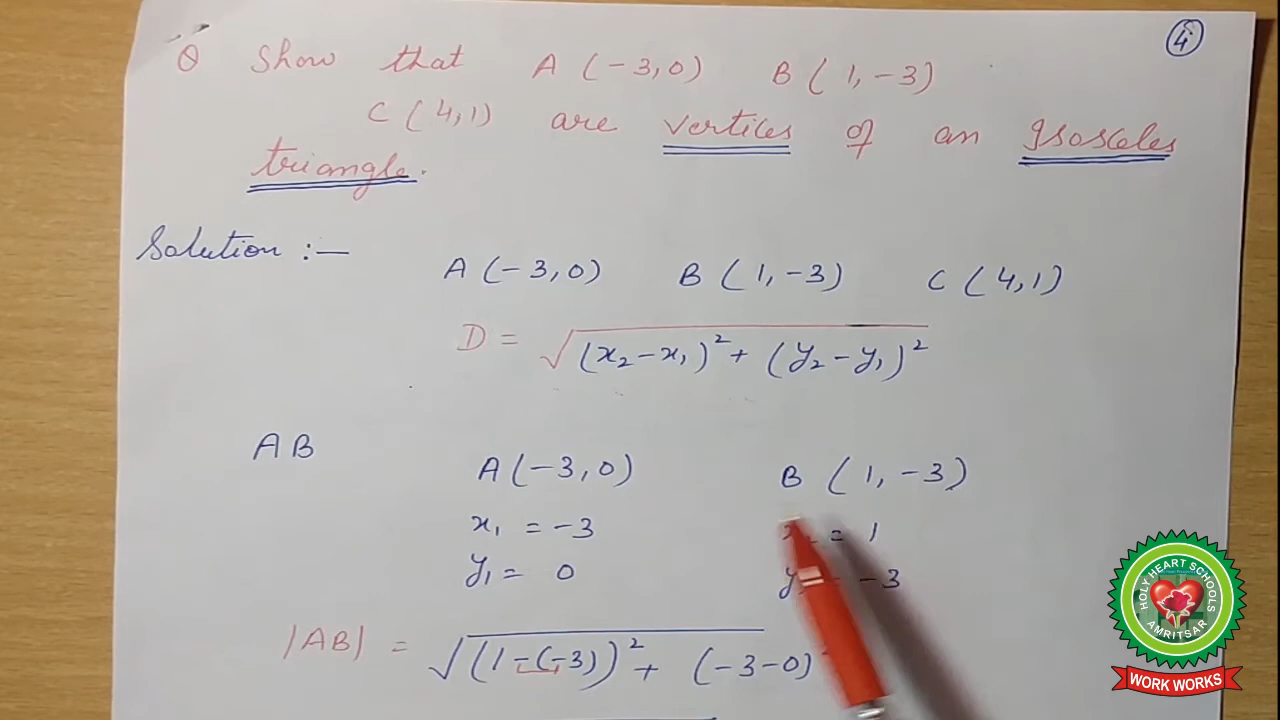 4
Q Show that A (-3,0) B (1,-3)
C (4,1) are vertices of an Isosceles
triangle.
Solution :-
A (-3,0) B (1,-3) C (4,1)
D = √(x₂-x₁)² + (y₂-y₁)²
AB
A (-3,0) B (1,-3)
x₁ = -3 = 1
y₁ = 0 -3
|AB| = √(1-(-3))² + (-3-0)
HOLY HEART SCHOOLS
AMRITSAR
WORK WORKS